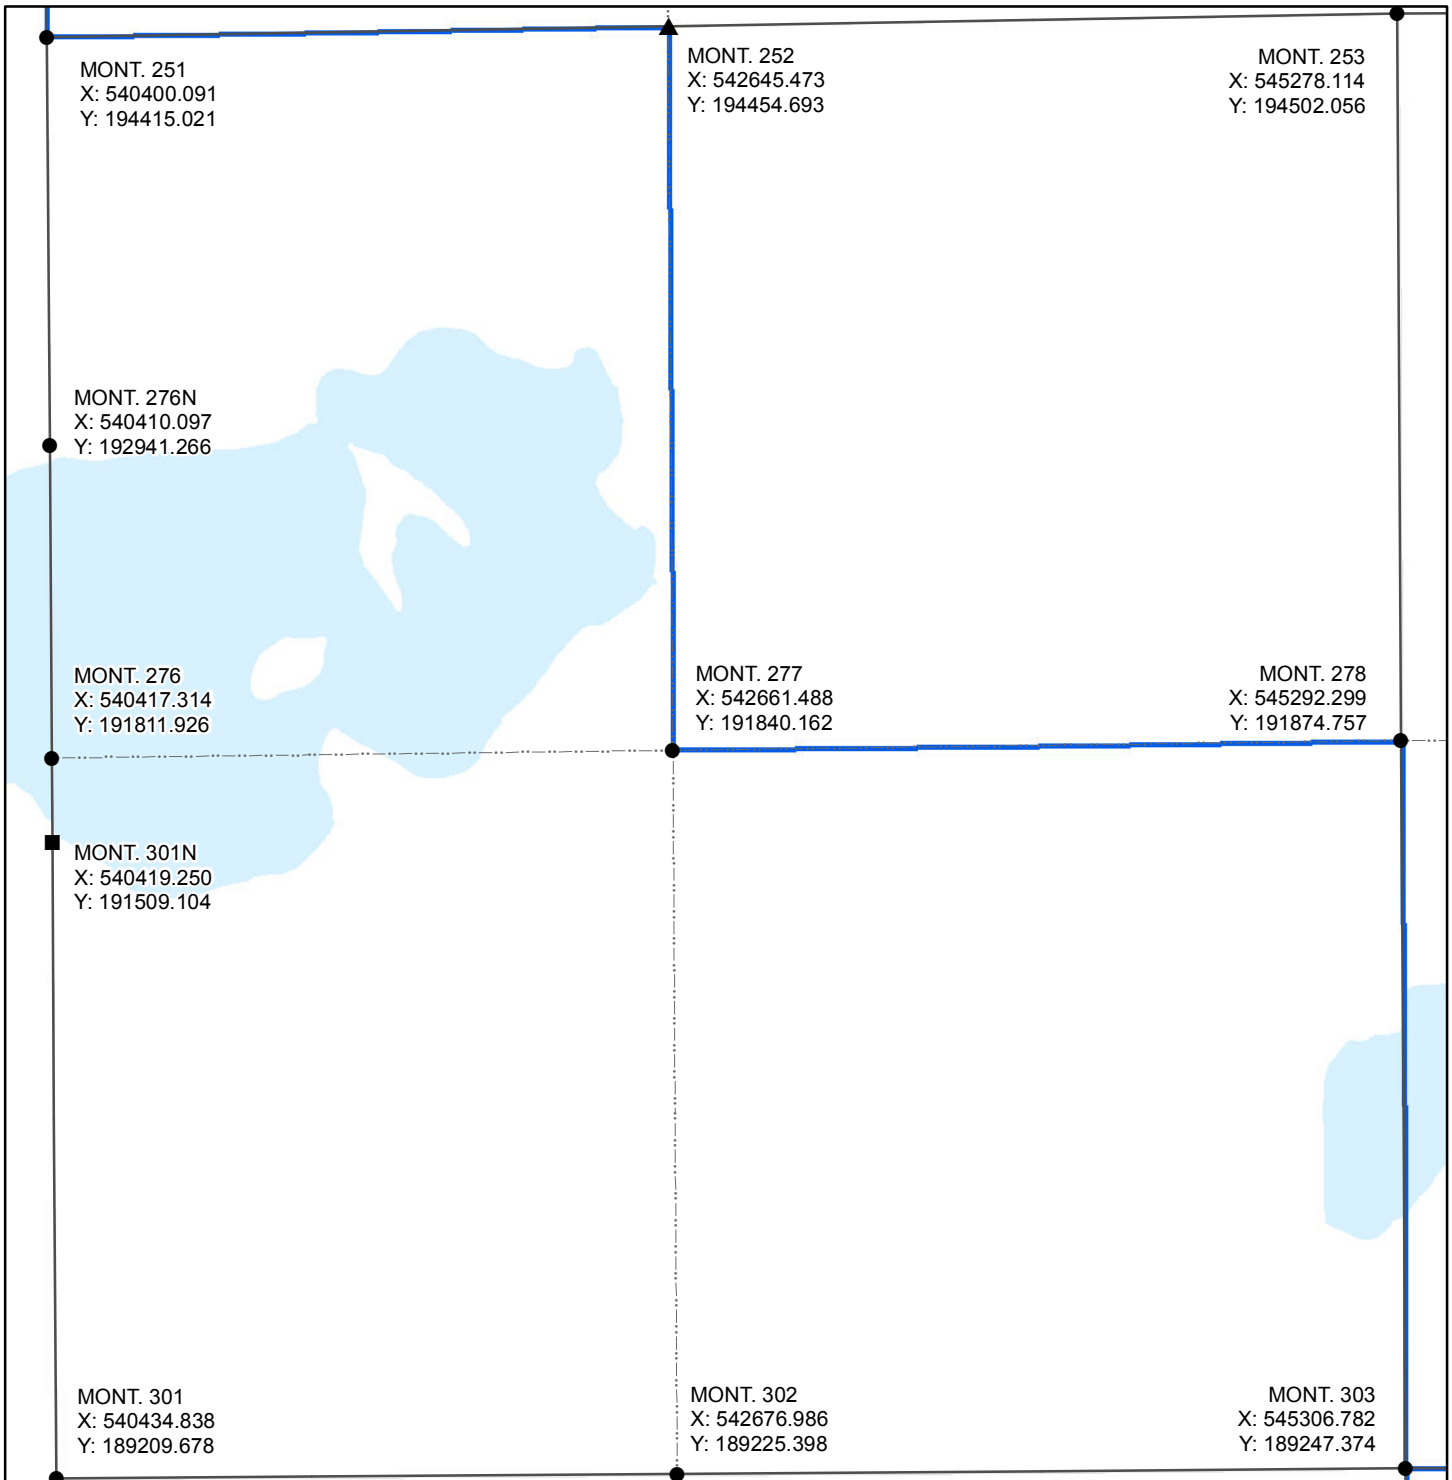 MONT. 251
X: 540400.091
Y: 194415.021
MONT. 252
X: 542645.473
Y: 194454.693
MONT. 253
X: 545278.114
Y: 194502.056
MONT. 276N
X: 540410.097
Y: 192941.266
MONT. 276
X: 540417.314
Y: 191811.926
MONT. 277
X: 542661.488
Y: 191840.162
MONT. 278
X: 545292.299
Y: 191874.757
MONT. 301N
X: 540419.250
Y: 191509.104
MONT. 301
X: 540434.838
Y: 189209.678
MONT. 302
X: 542676.986
Y: 189225.398
MONT. 303
X: 545306.782
Y: 189247.374